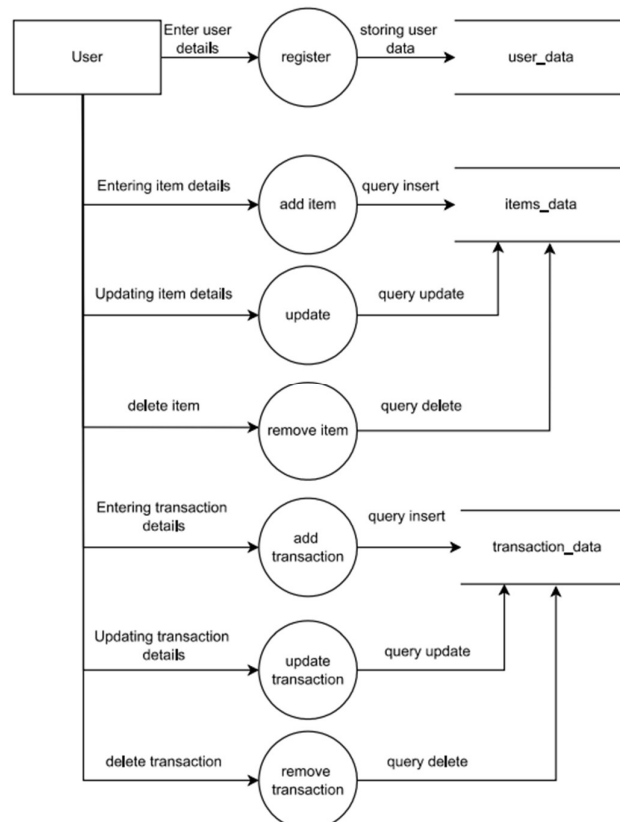 User
Enter user
details
register
storing user
data
user_data
Entering item details
add item
query insert
items_data
Updating item details
update
query update
delete item
remove item
query delete
Entering transaction
details
add
transaction
query insert
transaction_data
Updating transaction
details
update
transaction
query update
delete transaction
remove
transaction
query delete